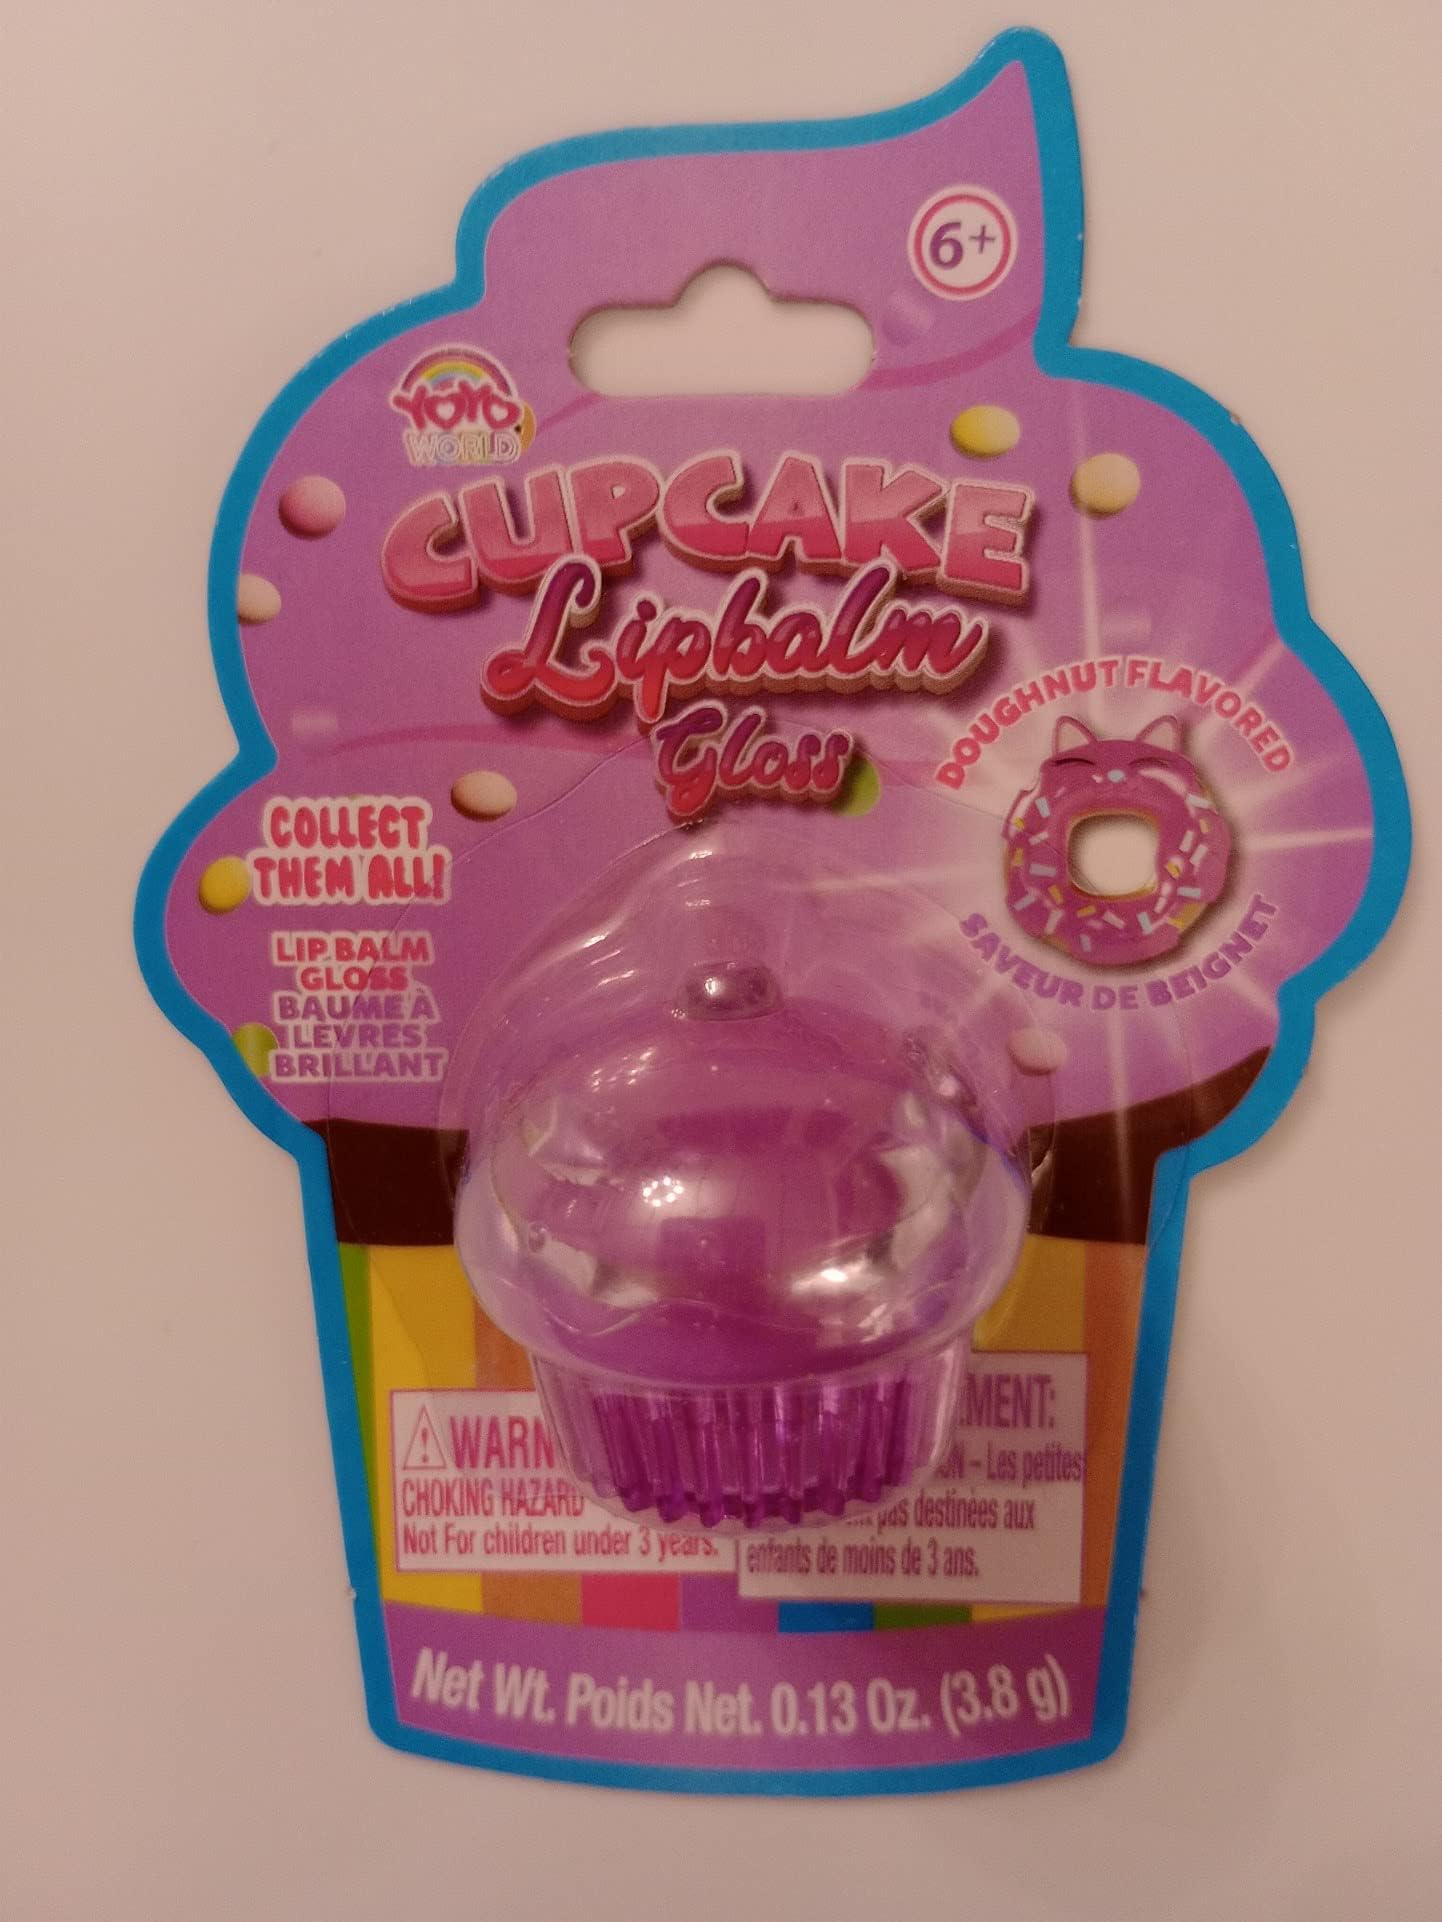 6+
YOYO
WORLD
CUPCAKE
Lipbalm
Gloss
DOUGHNUT FLAVORED
SAVEUR DE BEIGNET
COLLECT
THEM ALL!
LIP BALM
GLOSS
BAUME À
LEVRES
BRILLANT
WARN
CHOKING HAZARD
Not For children under 3 years.
MENT:
ON – Les petites
pas destinées aux
enfants de moins de 3 ans.
Net Wt. Poids Net. 0.13 Oz. (3.8 g)